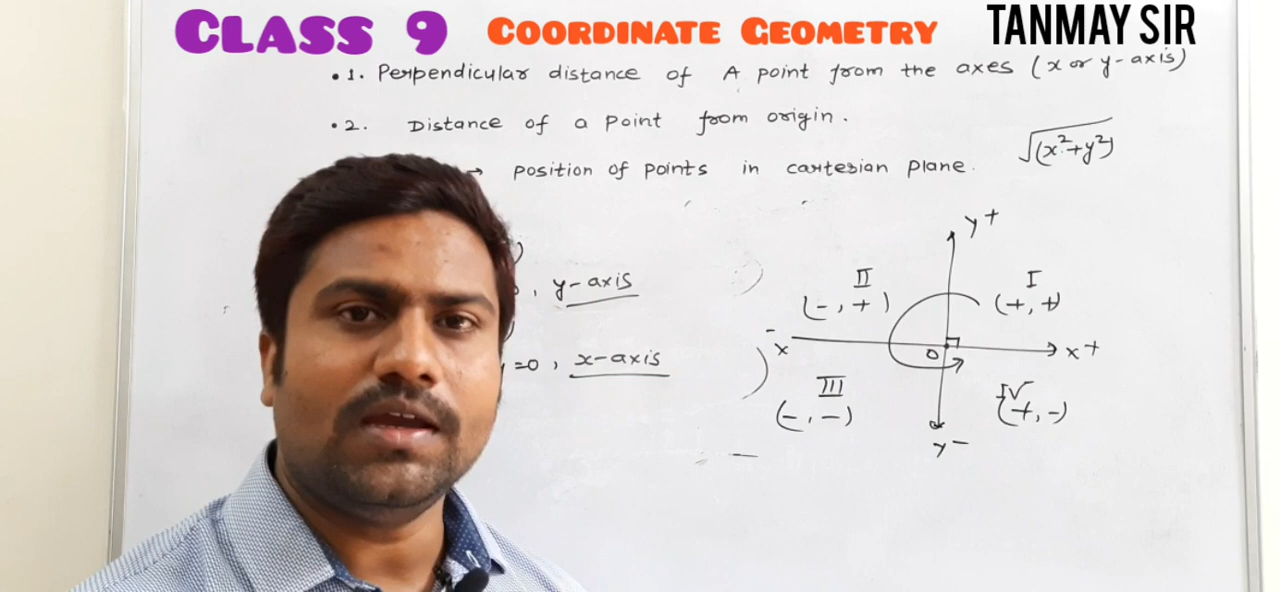 CLASS 9 COORDINATE GEOMETRY TANMAY SIR
• 1. Perpendicular distance of A point from the axes (x or y-axis)
• 2. Distance of a point from origin.
√(x²+y²)
→ position of points in cartesian plane.
y+
, y-axis
II
(-, +)
I
(+, +)
-x
O
x+
=0, x-axis
III
(-, -)
IV
(+, -)
y-